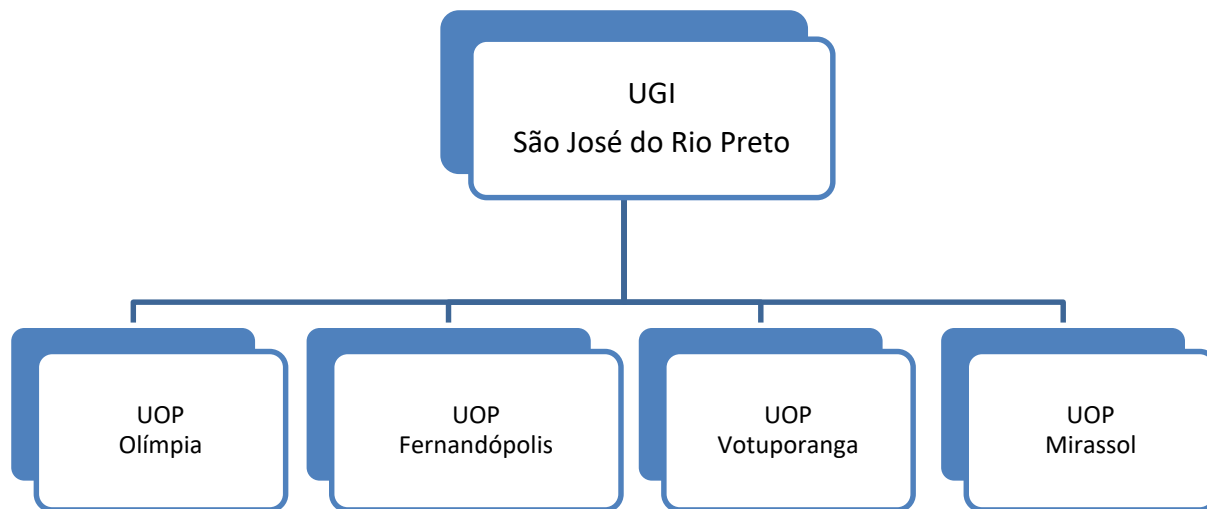 UGI
São José do Rio Preto
UOP
Olímpia
UOP
Fernandópolis
UOP
Votuporanga
UOP
Mirassol